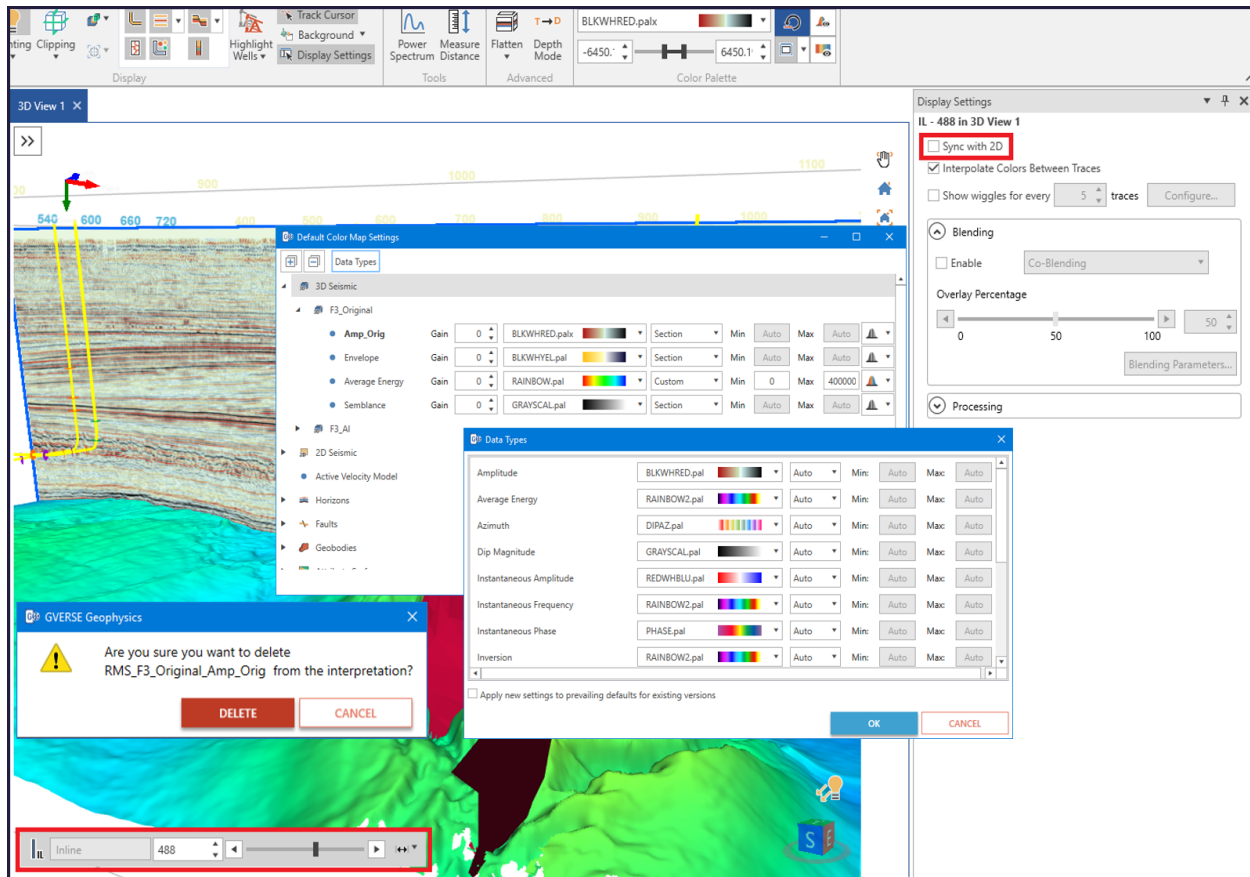 Track Cursor
Background
Display Settings
Clipping
Highlight
Wells
Display
Power
Spectrum
Measure
Distance
Tools
Flatten
Depth
Mode
T→D
Advanced
BLKWHRED.palx
Color Palette
3D View 1
900
1000
1100
540 600 660 720 400 500 600 700 800 900 1000
Display Settings
IL - 488 in 3D View 1
Sync with 2D
Interpolate Colors Between Traces
Show wiggles for every 5 traces Configure...
Blending
Enable Co-Blending
Overlay Percentage
50
0 50 100
Blending Parameters...
Processing
Default Color Map Settings
Data Types
3D Seismic
F3_Original
Amp_Orig Gain 0 BLKWHRED.palx Section Min Auto Max Auto
Envelope Gain 0 BLKWHYEL.pal Section Min Auto Max Auto
Average Energy Gain 0 RAINBOW.pal Custom Min 0 Max 400000
Semblance Gain 0 GRAYSCAL.pal Section Min Auto Max Auto
F3_AI
2D Seismic
Active Velocity Model
Horizons
Faults
Geobodies
Data Types
Amplitude BLKWHRED.pal Auto Min: Auto Max: Auto
Average Energy RAINBOW2.pal Auto Min: Auto Max: Auto
Azimuth DIPAZ.pal Auto Min: Auto Max: Auto
Dip Magnitude GRAYSCAL.pal Auto Min: Auto Max: Auto
Instantaneous Amplitude REDWHBLU.pal Auto Min: Auto Max: Auto
Instantaneous Frequency RAINBOW2.pal Auto Min: Auto Max: Auto
Instantaneous Phase PHASE.pal Auto Min: Auto Max: Auto
Inversion RAINBOW2.pal Auto Min: Auto Max: Auto
Apply new settings to prevailing defaults for existing versions
OK CANCEL
GVERSE Geophysics
Are you sure you want to delete
RMS_F3_Original_Amp_Orig from the interpretation?
DELETE CANCEL
IL Inline 488
S E